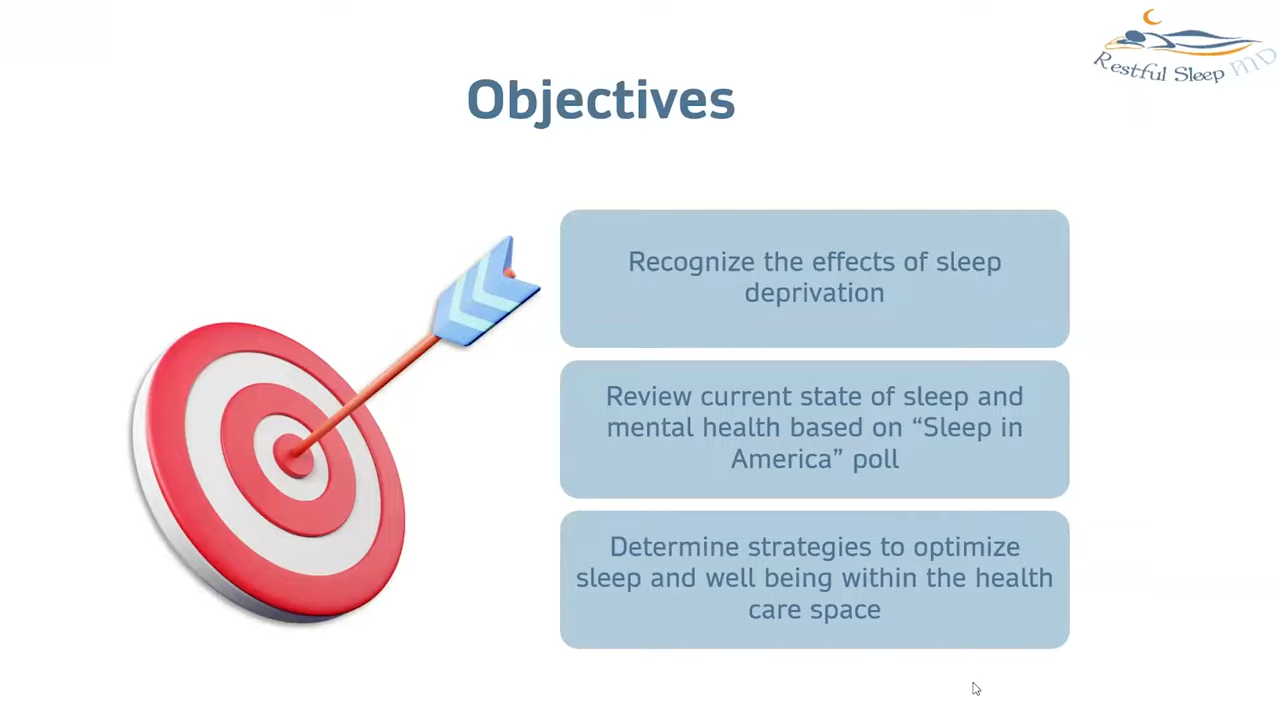 Restful Sleep MD
Objectives
Recognize the effects of sleep
deprivation
Review current state of sleep and
mental health based on “Sleep in
America” poll
Determine strategies to optimize
sleep and well being within the health
care space